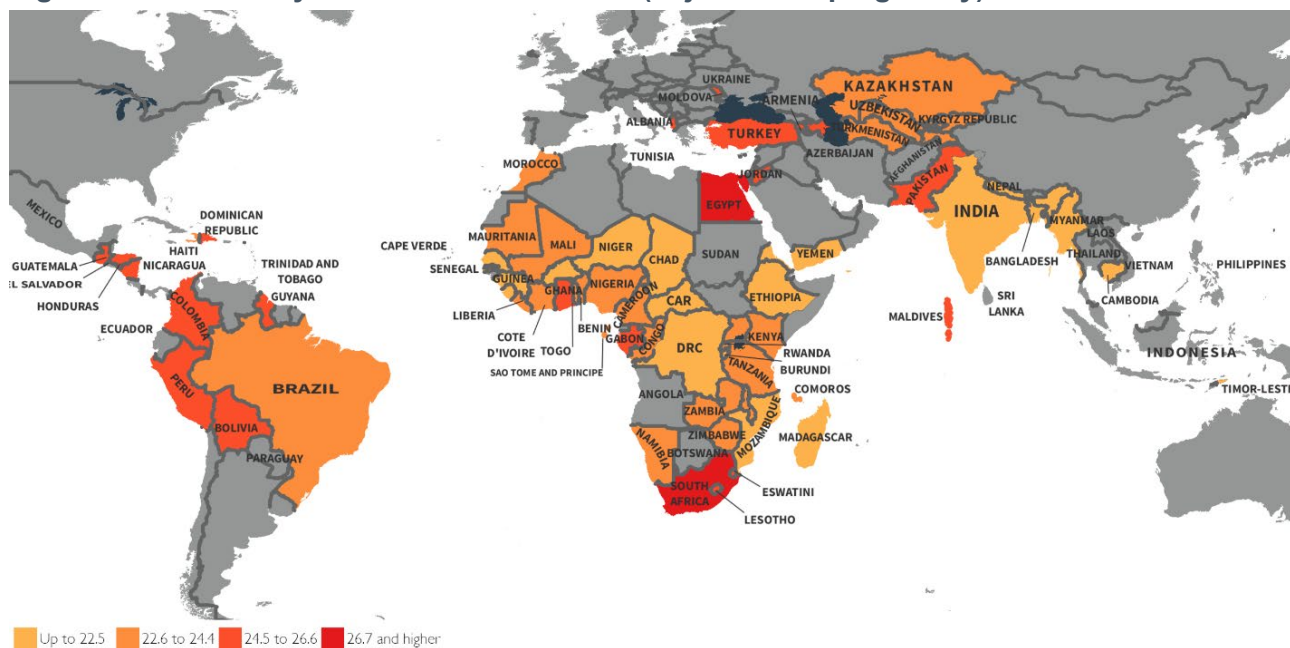 UKRAINE
KAZAKHSTAN
MOLDOVA
ARMENIA
UZBEKISTAN
KYRGYZ REPUBLIC
ALBANIA
TURKEY
TURKMENISTAN
TUNISIA
AZERBAIJAN
AFGHANISTAN
MOROCCO
JORDAN
PAKISTAN
MEXICO
DOMINICAN
REPUBLIC
EGYPT
NEPAL
INDIA
MYANMAR
HAITI
CAPE VERDE
MAURITANIA
MALI
NIGER
CHAD
SUDAN
YEMEN
LAOS
THAILAND
GUATEMALA
NICARAGUA
TRINIDAD AND
TOBAGO
SENEGAL
GUINEA
BANGLADESH
VIETNAM
PHILIPPINES
EL SALVADOR
HONDURAS
GUYANA
COLOMBIA
GHANA
NIGERIA
CAMEROON
CAR
ETHIOPIA
SRI
LANKA
CAMBODIA
LIBERIA
MALDIVES
ECUADOR
COTE
D'IVOIRE
TOGO
BENIN
GABON
CONGO
DRC
KENYA
RWANDA
BURUNDI
INDONESIA
SAO TOME AND PRINCIPE
TANZANIA
COMOROS
PERU
BRAZIL
ANGOLA
TIMOR-LEST
ZAMBIA
BOLIVIA
ZIMBABWE
MOZAMBIQUE
MADAGASCAR
PARAGUAY
NAMIBIA
BOTSWANA
SOUTH
AFRICA
ESWATINI
LESOTHO
Up to 22.5 22.6 to 24.4 24.5 to 26.6 26.7 and higher